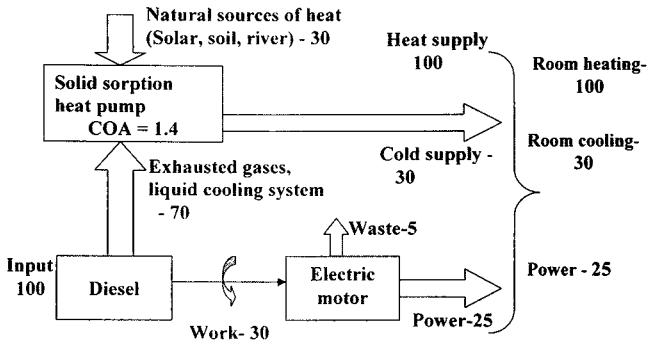 Natural sources of heat
(Solar, soil, river) - 30
Solid sorption
heat pump
COA = 1.4
Heat supply
100
Cold supply -
30
Room heating-
100
Room cooling-
30
Exhausted gases,
liquid cooling system
- 70
Input
100
Diesel
Work- 30
Waste-5
Electric
motor
Power-25
Power - 25